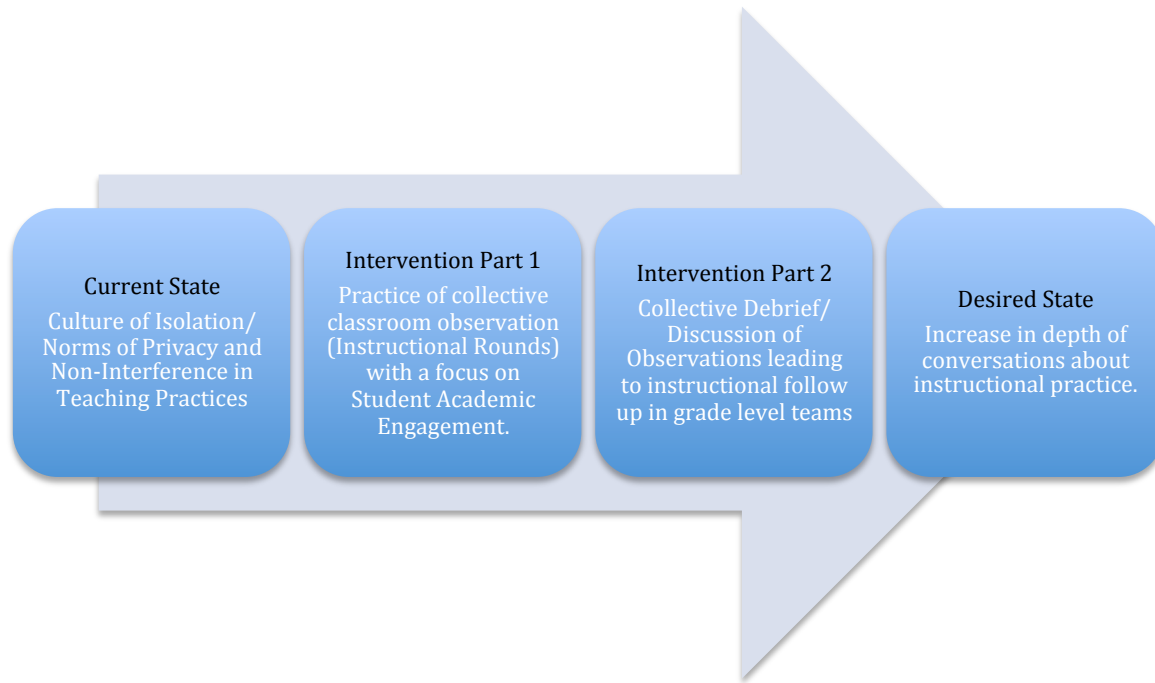 Current State
Culture of Isolation/
Norms of Privacy and
Non-Interference in
Teaching Practices
Intervention Part 1
Practice of collective
classroom observation
(Instructional Rounds)
with a focus on
Student Academic
Engagement.
Intervention Part 2
Collective Debrief/
Discussion of
Observations leading
to instructional follow
up in grade level teams
Desired State
Increase in depth of
conversations about
instructional practice.